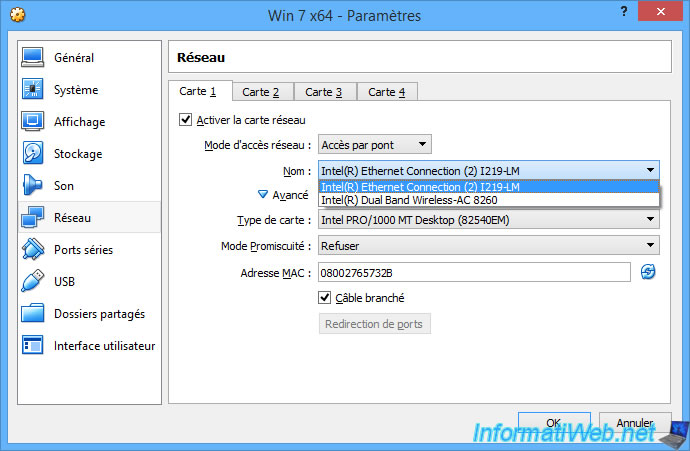 Win 7 x64 - Paramètres
?
Général
Système
Affichage
Stockage
Son
Réseau
Ports séries
USB
Dossiers partagés
Interface utilisateur
Réseau
Carte 1
Carte 2
Carte 3
Carte 4
Activer la carte réseau
Mode d'accès réseau : Accès par pont
Nom : Intel(R) Ethernet Connection (2) I219-LM
Intel(R) Ethernet Connection (2) I219-LM
Intel(R) Dual Band Wireless-AC 8260
Avancé
Type de carte : Intel PRO/1000 MT Desktop (82540EM)
Mode Promiscuité : Refuser
Adresse MAC : 08002765732B
Câble branché
Redirection de ports
OK
Annuler
InformatiWeb.net